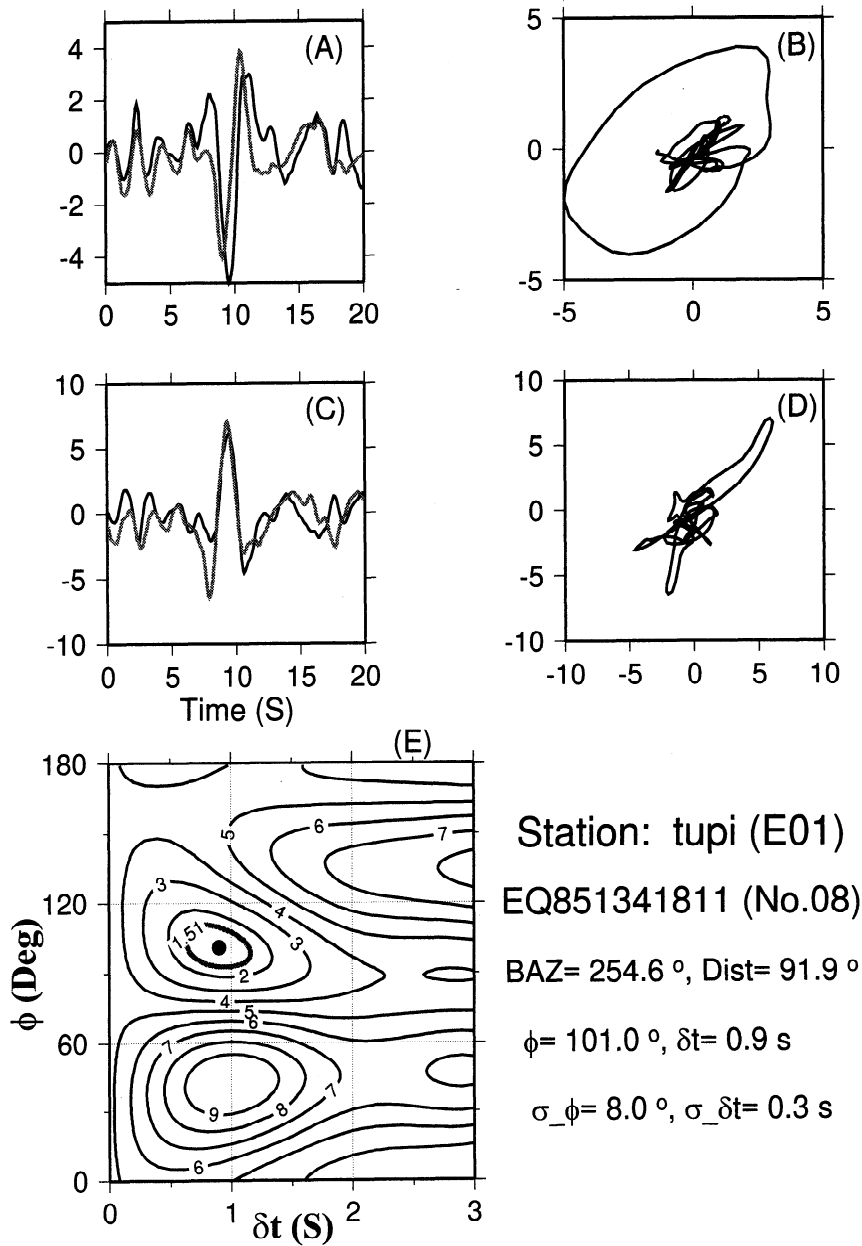 (A)
4
2
0
-2
-4
0 5 10 15 20
(B)
5
0
-5
-5 0 5
(C)
10
5
0
-5
-10
0 5 10 15 20
Time (S)
(D)
10
5
0
-5
-10
-10 -5 0 5 10
(E)
180
120
60
0
ϕ (Deg)
0 1 2 3
δt (S)
5
6
7
3
4
3
1.51
2
4
5
6
7
7
8
9
6
Station: tupi (E01)
EQ851341811 (No.08)
BAZ= 254.6 º, Dist= 91.9 º
ϕ= 101.0 º, δt= 0.9 s
σ_ϕ= 8.0 º, σ_δt= 0.3 s